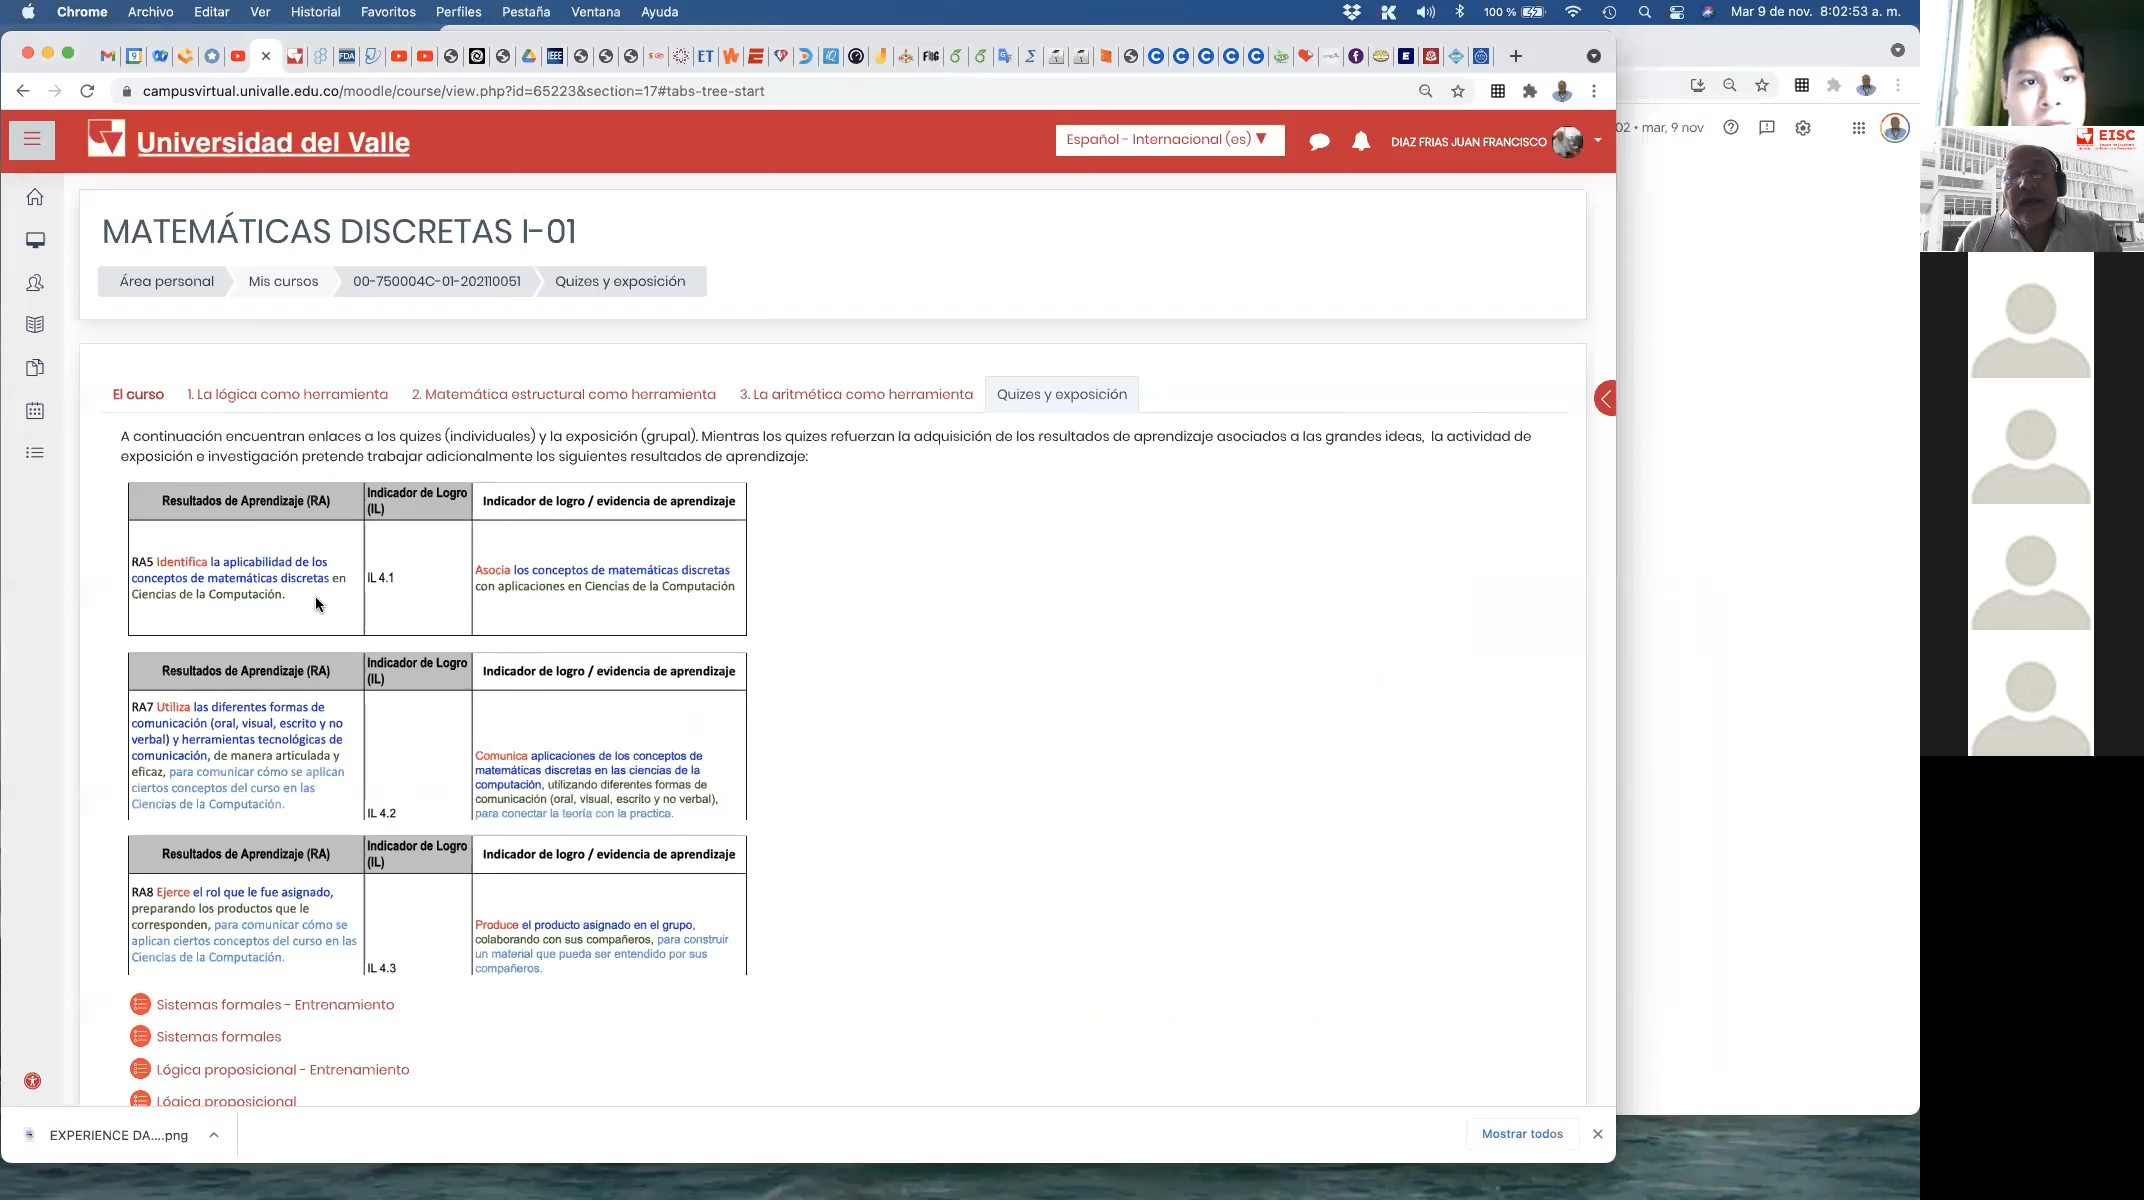 Chrome Archivo Editar Ver Historial Favoritos Perfiles Pestaña Ventana Ayuda
100 % Mar 9 de nov. 8:02:53 a. m.
campusvirtual.univalle.edu.co/moodle/course/view.php?id=65223&section=17#tabs-tree-start
02 • mar, 9 nov
EISC
Universidad del Valle
Español - Internacional (es) ▼
DIAZ FRIAS JUAN FRANCISCO
MATEMÁTICAS DISCRETAS I-01
Área personal
Mis cursos
00-750004C-01-202110051
Quizes y exposición
El curso
1. La lógica como herramienta
2. Matemática estructural como herramienta
3. La aritmética como herramienta
Quizes y exposición
A continuación encuentran enlaces a los quizes (individuales) y la exposición (grupal). Mientras los quizes refuerzan la adquisición de los resultados de aprendizaje asociados a las grandes ideas, la actividad de
exposición e investigación pretende trabajar adicionalmente los siguientes resultados de aprendizaje:
Resultados de Aprendizaje (RA)
Indicador de Logro
(IL)
Indicador de logro / evidencia de aprendizaje
RA5 Identifica la aplicabilidad de los
conceptos de matemáticas discretas en
Ciencias de la Computación.
IL 4.1
Asocia los conceptos de matemáticas discretas
con aplicaciones en Ciencias de la Computación
Resultados de Aprendizaje (RA)
Indicador de Logro
(IL)
Indicador de logro / evidencia de aprendizaje
RA7 Utiliza las diferentes formas de
comunicación (oral, visual, escrito y no
verbal) y herramientas tecnológicas de
comunicación, de manera articulada y
eficaz, para comunicar cómo se aplican
ciertos conceptos del curso en las
Ciencias de la Computación.
IL 4.2
Comunica aplicaciones de los conceptos de
matemáticas discretas en las ciencias de la
computación, utilizando diferentes formas de
comunicación (oral, visual, escrito y no verbal),
para conectar la teoría con la practica.
Resultados de Aprendizaje (RA)
Indicador de Logro
(IL)
Indicador de logro / evidencia de aprendizaje
RA8 Ejerce el rol que le fue asignado,
preparando los productos que le
corresponden, para comunicar cómo se
aplican ciertos conceptos del curso en las
Ciencias de la Computación.
IL 4.3
Produce el producto asignado en el grupo,
colaborando con sus compañeros, para construir
un material que pueda ser entendido por sus
compañeros.
Sistemas formales - Entrenamiento
Sistemas formales
Lógica proposicional - Entrenamiento
Lógica proposicional
EXPERIENCE DA....png
Mostrar todos